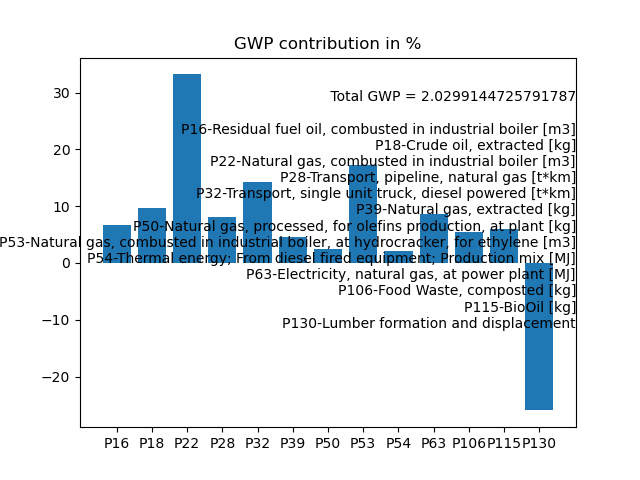 GWP contribution in %
30
20
10
0
−10
−20
Total GWP = 2.0299144725791787
P16-Residual fuel oil, combusted in industrial boiler [m3]
P18-Crude oil, extracted [kg]
P22-Natural gas, combusted in industrial boiler [m3]
P28-Transport, pipeline, natural gas [t*km]
P32-Transport, single unit truck, diesel powered [t*km]
P39-Natural gas, extracted [kg]
P50-Natural gas, processed, for olefins production, at plant [kg]
P53-Natural gas, combusted in industrial boiler, at hydrocracker, for ethylene [m3]
P54-Thermal energy; From diesel fired equipment; Production mix [MJ]
P63-Electricity, natural gas, at power plant [MJ]
P106-Food Waste, composted [kg]
P115-BioOil [kg]
P130-Lumber formation and displacement
P16 P18 P22 P28 P32 P39 P50 P53 P54 P63 P106 P115 P130